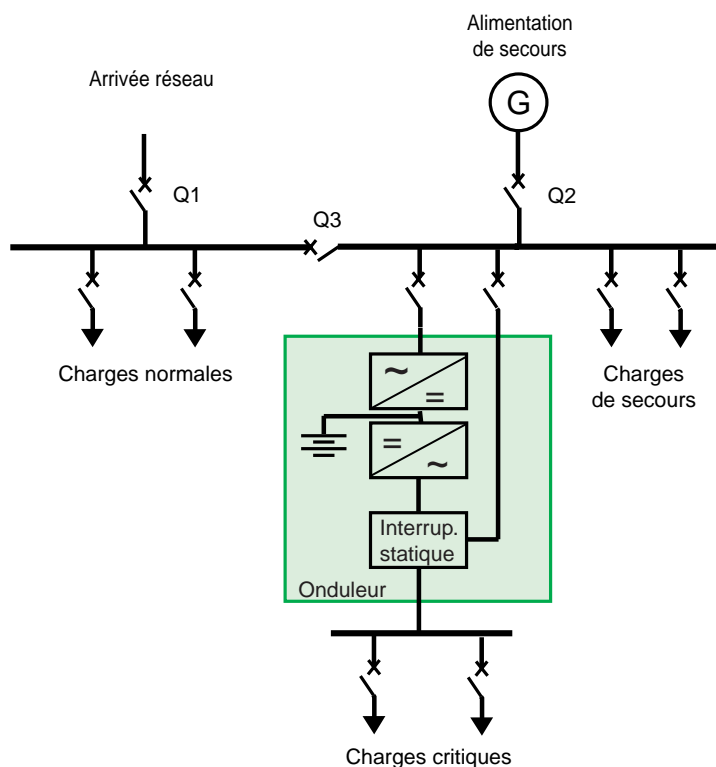 Alimentation
de secours
Arrivée réseau
G
Q1
Q2
Q3
Charges normales
Charges
de secours
~
=
=
~
Interrup.
statique
Onduleur
Charges critiques